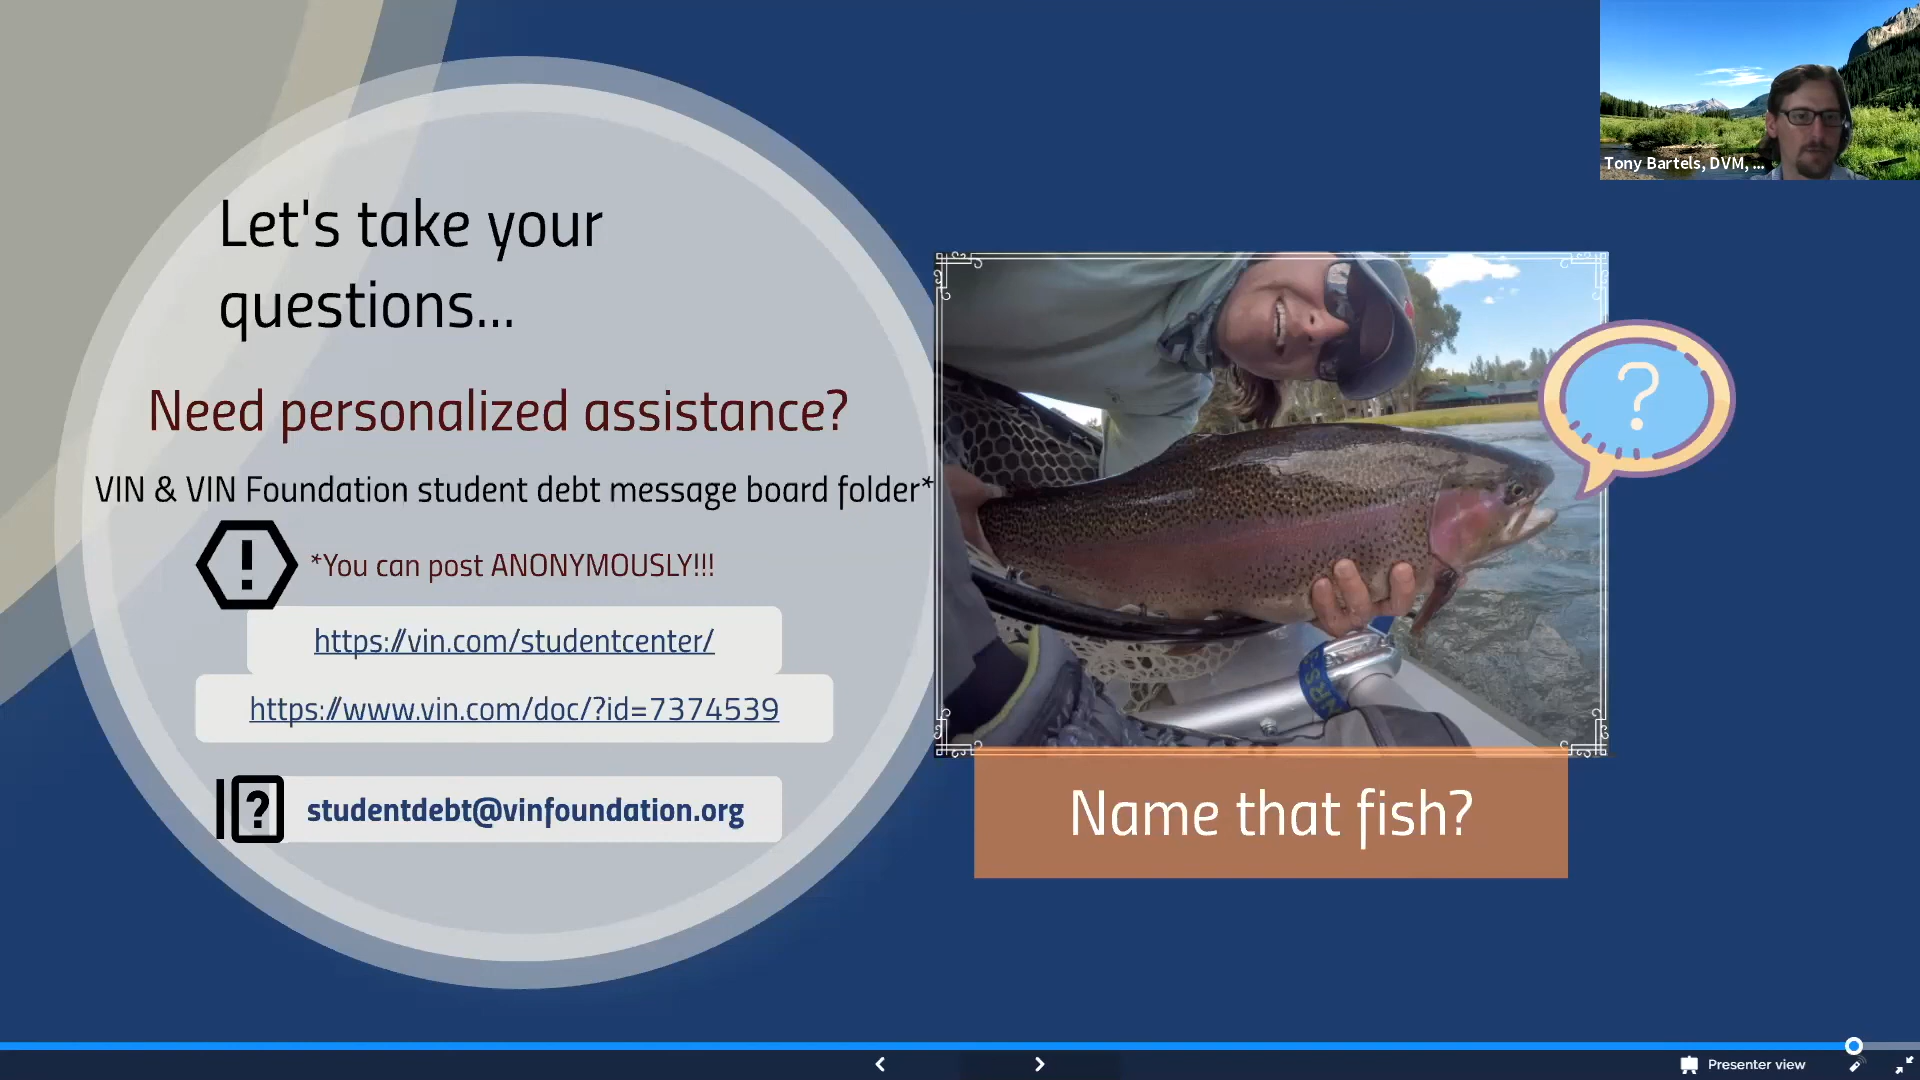 Let's take your
questions...
Need personalized assistance?
VIN & VIN Foundation student debt message board folder*
!
*You can post ANONYMOUSLY!!!
https://vin.com/studentcenter/
https://www.vin.com/doc/?id=7374539
?
studentdebt@vinfoundation.org
Tony Bartels, DVM, ...
?
NRS
Name that fish?
Presenter view